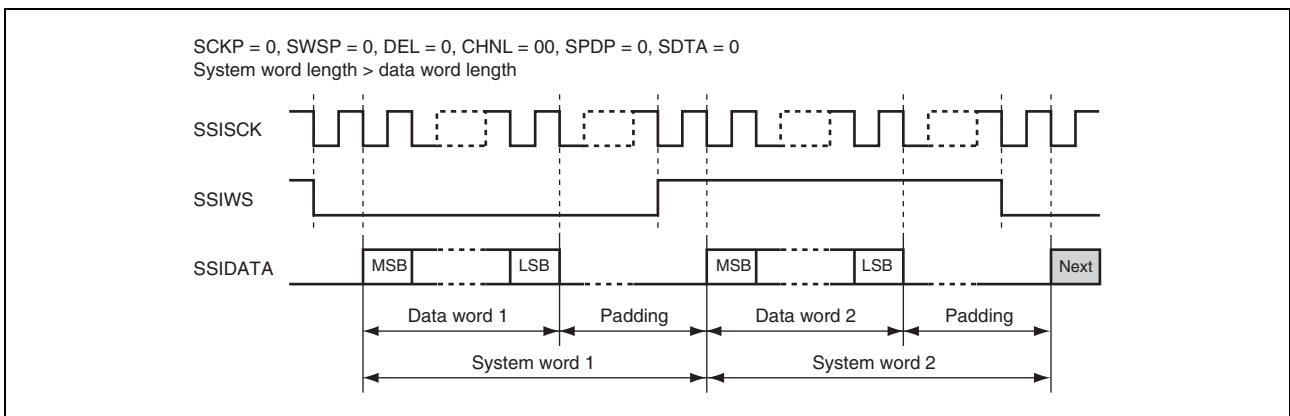 SCKP = 0, SWSP = 0, DEL = 0, CHNL = 00, SPDP = 0, SDTA = 0
System word length > data word length
SSISCK
SSIWS
SSIDATA
MSB
LSB
MSB
LSB
Next
Data word 1
Padding
Data word 2
Padding
System word 1
System word 2